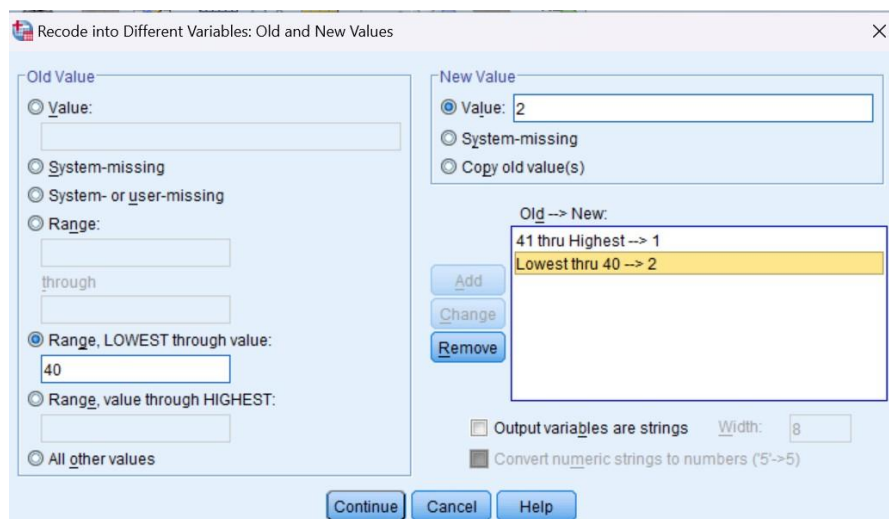 Recode into Different Variables: Old and New Values
Old Value
Value:
System-missing
System- or user-missing
Range:
through
Range, LOWEST through value:
40
Range, value through HIGHEST:
All other values
New Value
Value: 2
System-missing
Copy old value(s)
Old --> New:
41 thru Highest --> 1
Lowest thru 40 --> 2
Add
Change
Remove
Output variables are strings Width: 8
Convert numeric strings to numbers ('5'->5)
Continue Cancel Help